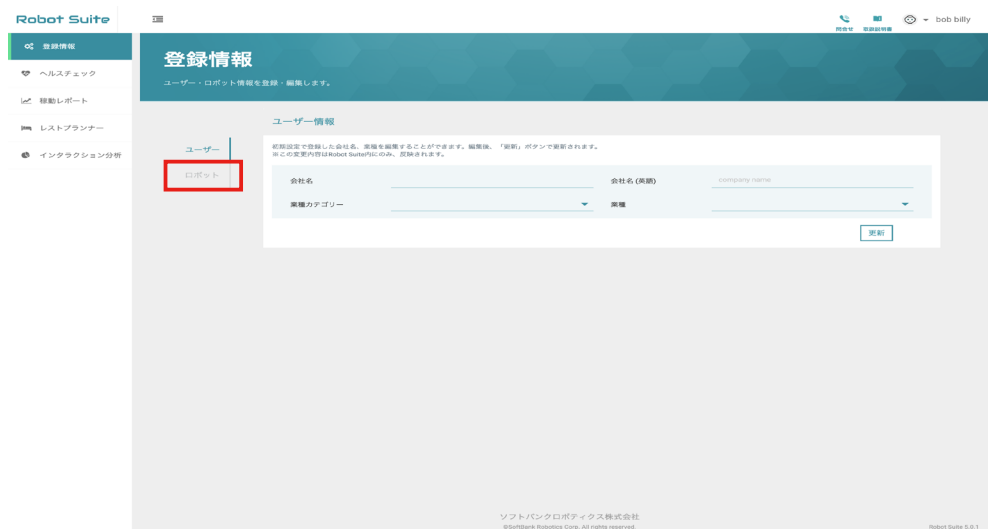 Robot Suite
問合せ
取扱説明書
bob billy
登録情報
ヘルスチェック
稼動レポート
レストプランナー
インタラクション分析
登録情報
ユーザー・ロボット情報を登録・編集します。
ユーザー
ロボット
ユーザー情報
初期設定で登録した会社名、業種を編集することができます。編集後、「更新」ボタンで更新されます。
※この変更内容はRobot Suite内にのみ、反映されます。
会社名
会社名 (英語)
company name
業種カテゴリー
業種
更新
ソフトバンクロボティクス株式会社
©SoftBank Robotics Corp. All rights reserved.
Robot Suite 5.0.1